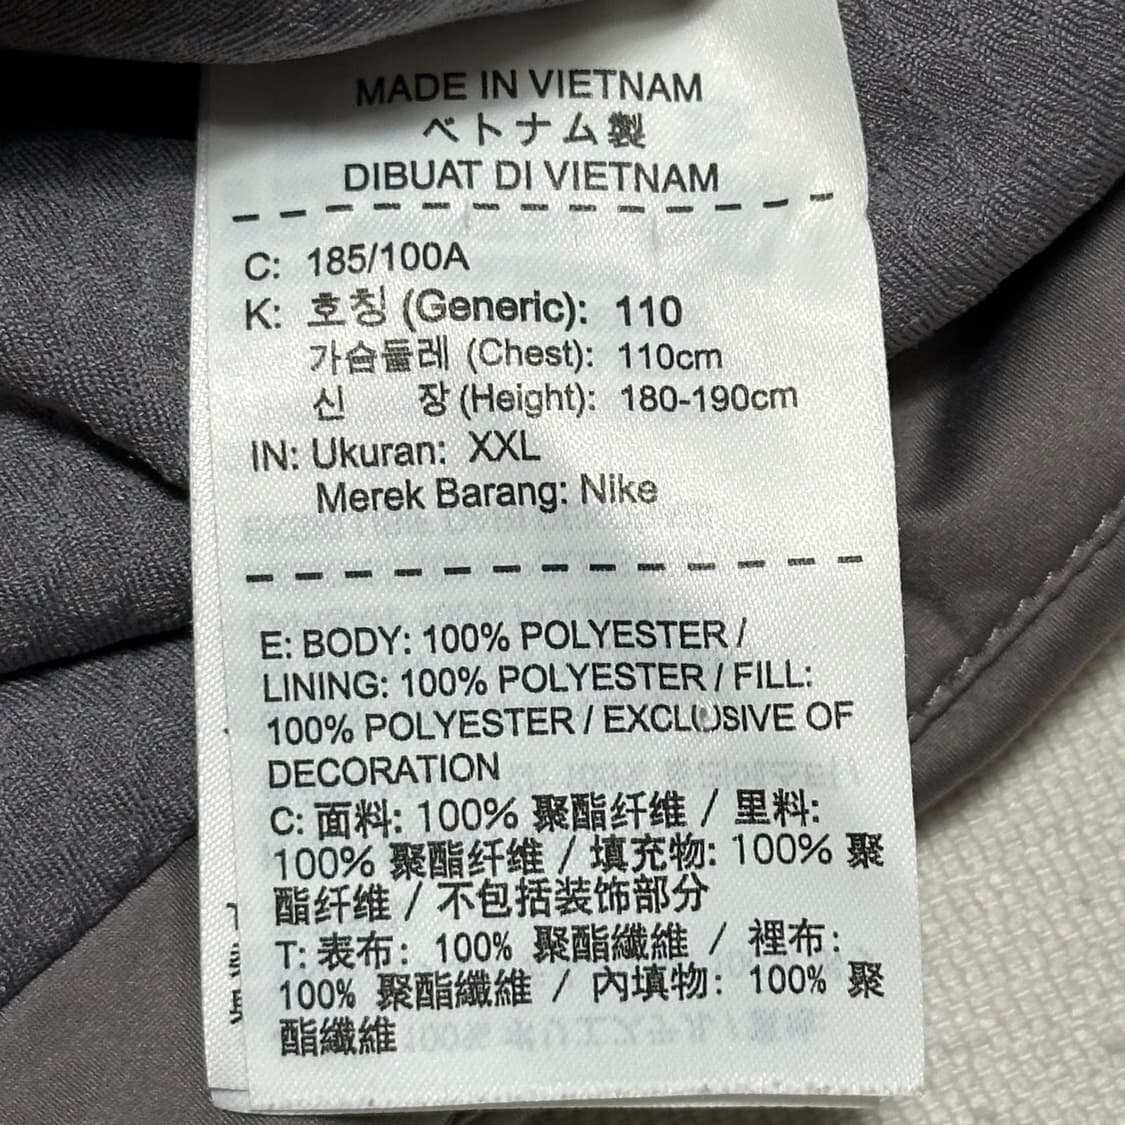 MADE IN VIETNAM
ベトナム製
DIBUAT DI VIETNAM
C: 185/100A
K: 호칭 (Generic): 110
가슴둘레 (Chest): 110cm
신 장 (Height): 180-190cm
IN: Ukuran: XXL
Merek Barang: Nike
E: BODY: 100% POLYESTER /
LINING: 100% POLYESTER / FILL:
100% POLYESTER / EXCLUSIVE OF
DECORATION
C: 面料: 100% 聚酯纤维 / 里料:
100% 聚酯纤维 / 填充物: 100% 聚
酯纤维 / 不包括装饰部分
T: 表布: 100% 聚酯纖維 / 裡布:
100% 聚酯纖維 / 內填物: 100% 聚
酯纖維